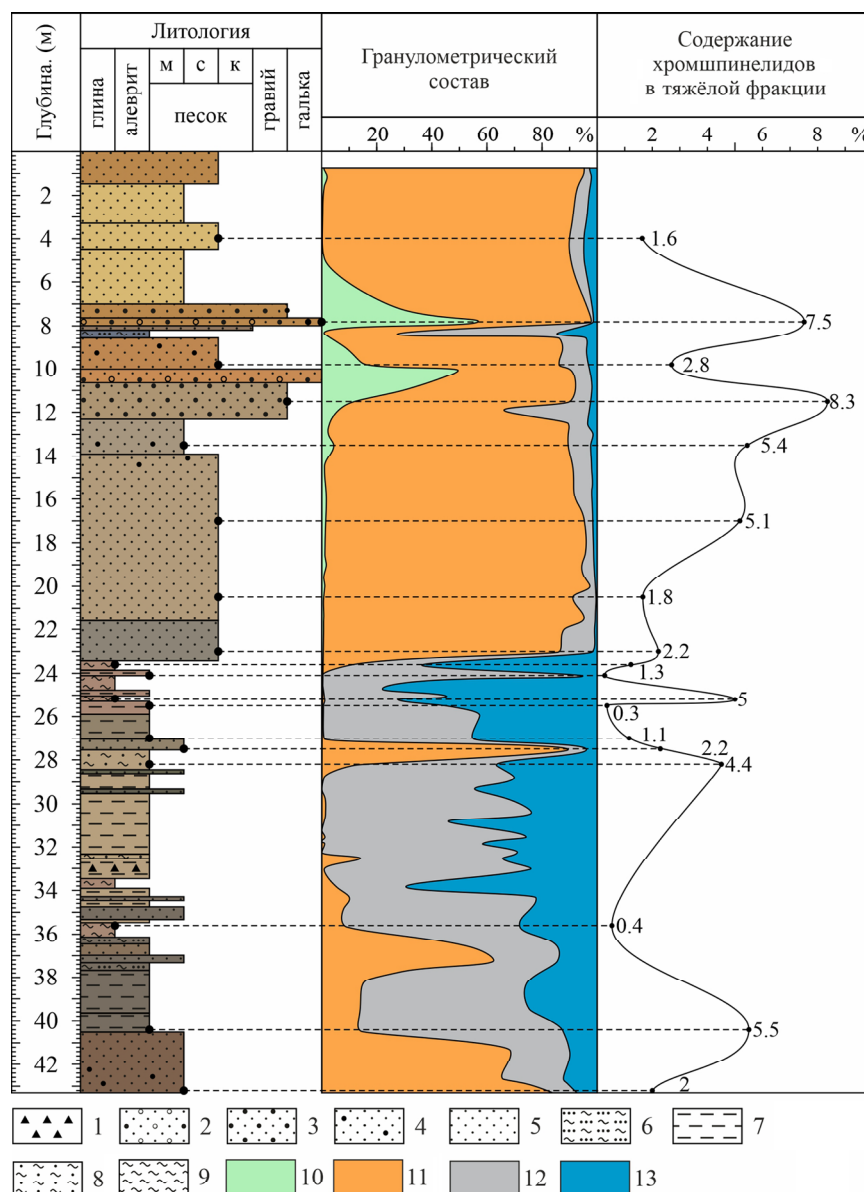 Глубина. (м)
Литология
глина
алеврит
м
с
к
песок
гравий
галька
Гранулометрический
состав
20 40 60 80 %
Содержание
хромшпинелидов
в тяжёлой фракции
2 4 6 8 %
2
4
1.6
6
8
7.5
10
2.8
12
8.3
14
5.4
16
5.1
18
20
1.8
22
2.2
24
1.3
5
26
0.3
1.1
28
2.2
4.4
30
32
34
36
0.4
38
40
5.5
42
2
1 2 3 4 5 6 7
8 9 10 11 12 13